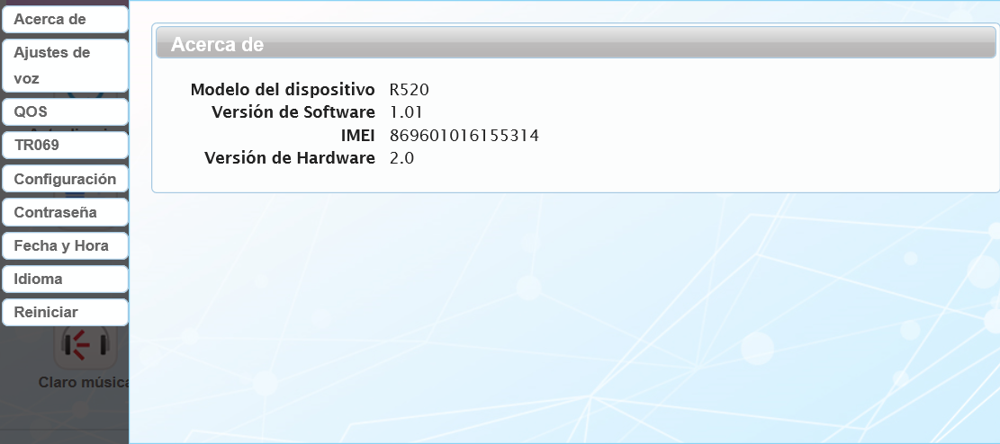 Acerca de
Ajustes de
voz
QOS
TR069
Configuración
Contraseña
Fecha y Hora
Idioma
Reiniciar
Claro música
Acerca de
Modelo del dispositivo R520
Versión de Software 1.01
IMEI 869601016155314
Versión de Hardware 2.0